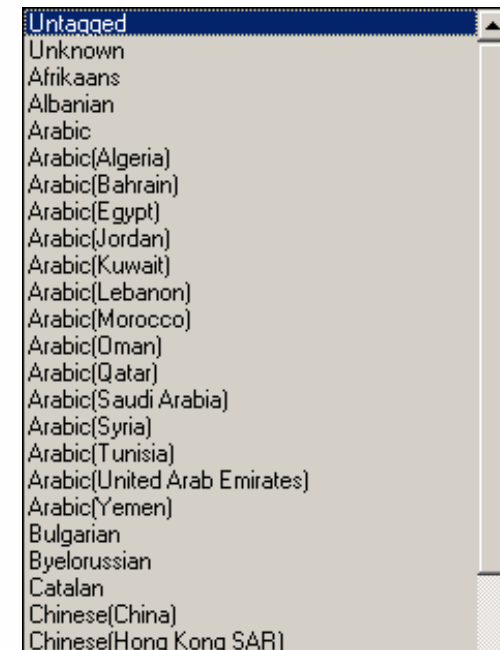 Untagged
Unknown
Afrikaans
Albanian
Arabic
Arabic(Algeria)
Arabic(Bahrain)
Arabic(Egypt)
Arabic(Jordan)
Arabic(Kuwait)
Arabic(Lebanon)
Arabic(Morocco)
Arabic(Oman)
Arabic(Qatar)
Arabic(Saudi Arabia)
Arabic(Syria)
Arabic(Tunisia)
Arabic(United Arab Emirates)
Arabic(Yemen)
Bulgarian
Byelorussian
Catalan
Chinese(China)
Chinese(Hong Kong SAR)